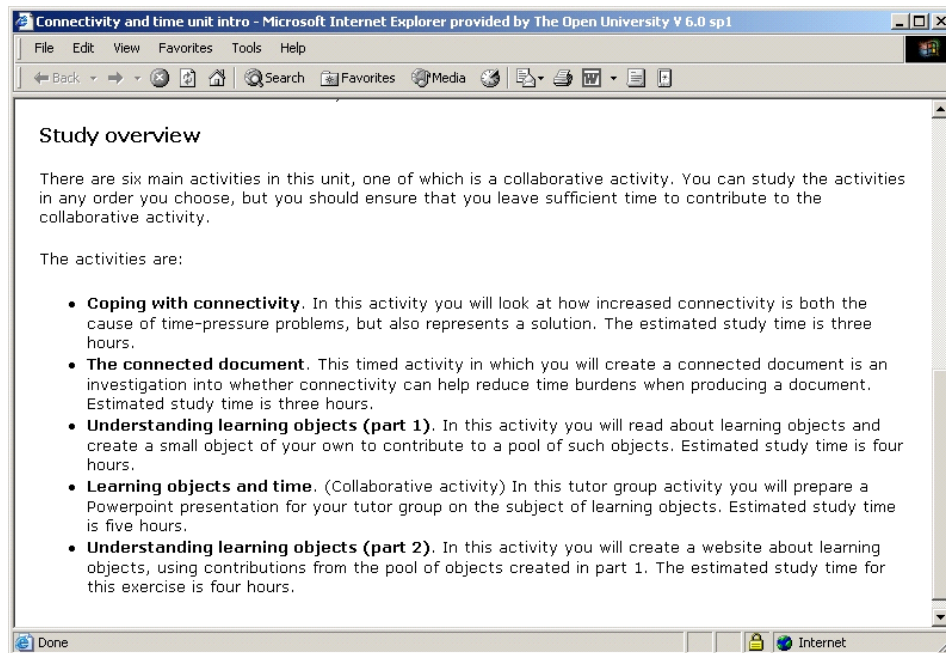 Connectivity and time unit intro - Microsoft Internet Explorer provided by The Open University V 6.0 sp1
File Edit View Favorites Tools Help
Back Search Favorites Media
Study overview
There are six main activities in this unit, one of which is a collaborative activity. You can study the activities
in any order you choose, but you should ensure that you leave sufficient time to contribute to the
collaborative activity.
The activities are:
• Coping with connectivity. In this activity you will look at how increased connectivity is both the
cause of time-pressure problems, but also represents a solution. The estimated study time is three
hours.
• The connected document. This timed activity in which you will create a connected document is an
investigation into whether connectivity can help reduce time burdens when producing a document.
Estimated study time is three hours.
• Understanding learning objects (part 1). In this activity you will read about learning objects and
create a small object of your own to contribute to a pool of such objects. Estimated study time is four
hours.
• Learning objects and time. (Collaborative activity) In this tutor group activity you will prepare a
Powerpoint presentation for your tutor group on the subject of learning objects. Estimated study time
is five hours.
• Understanding learning objects (part 2). In this activity you will create a website about learning
objects, using contributions from the pool of objects created in part 1. The estimated study time for
this exercise is four hours.
Done Internet